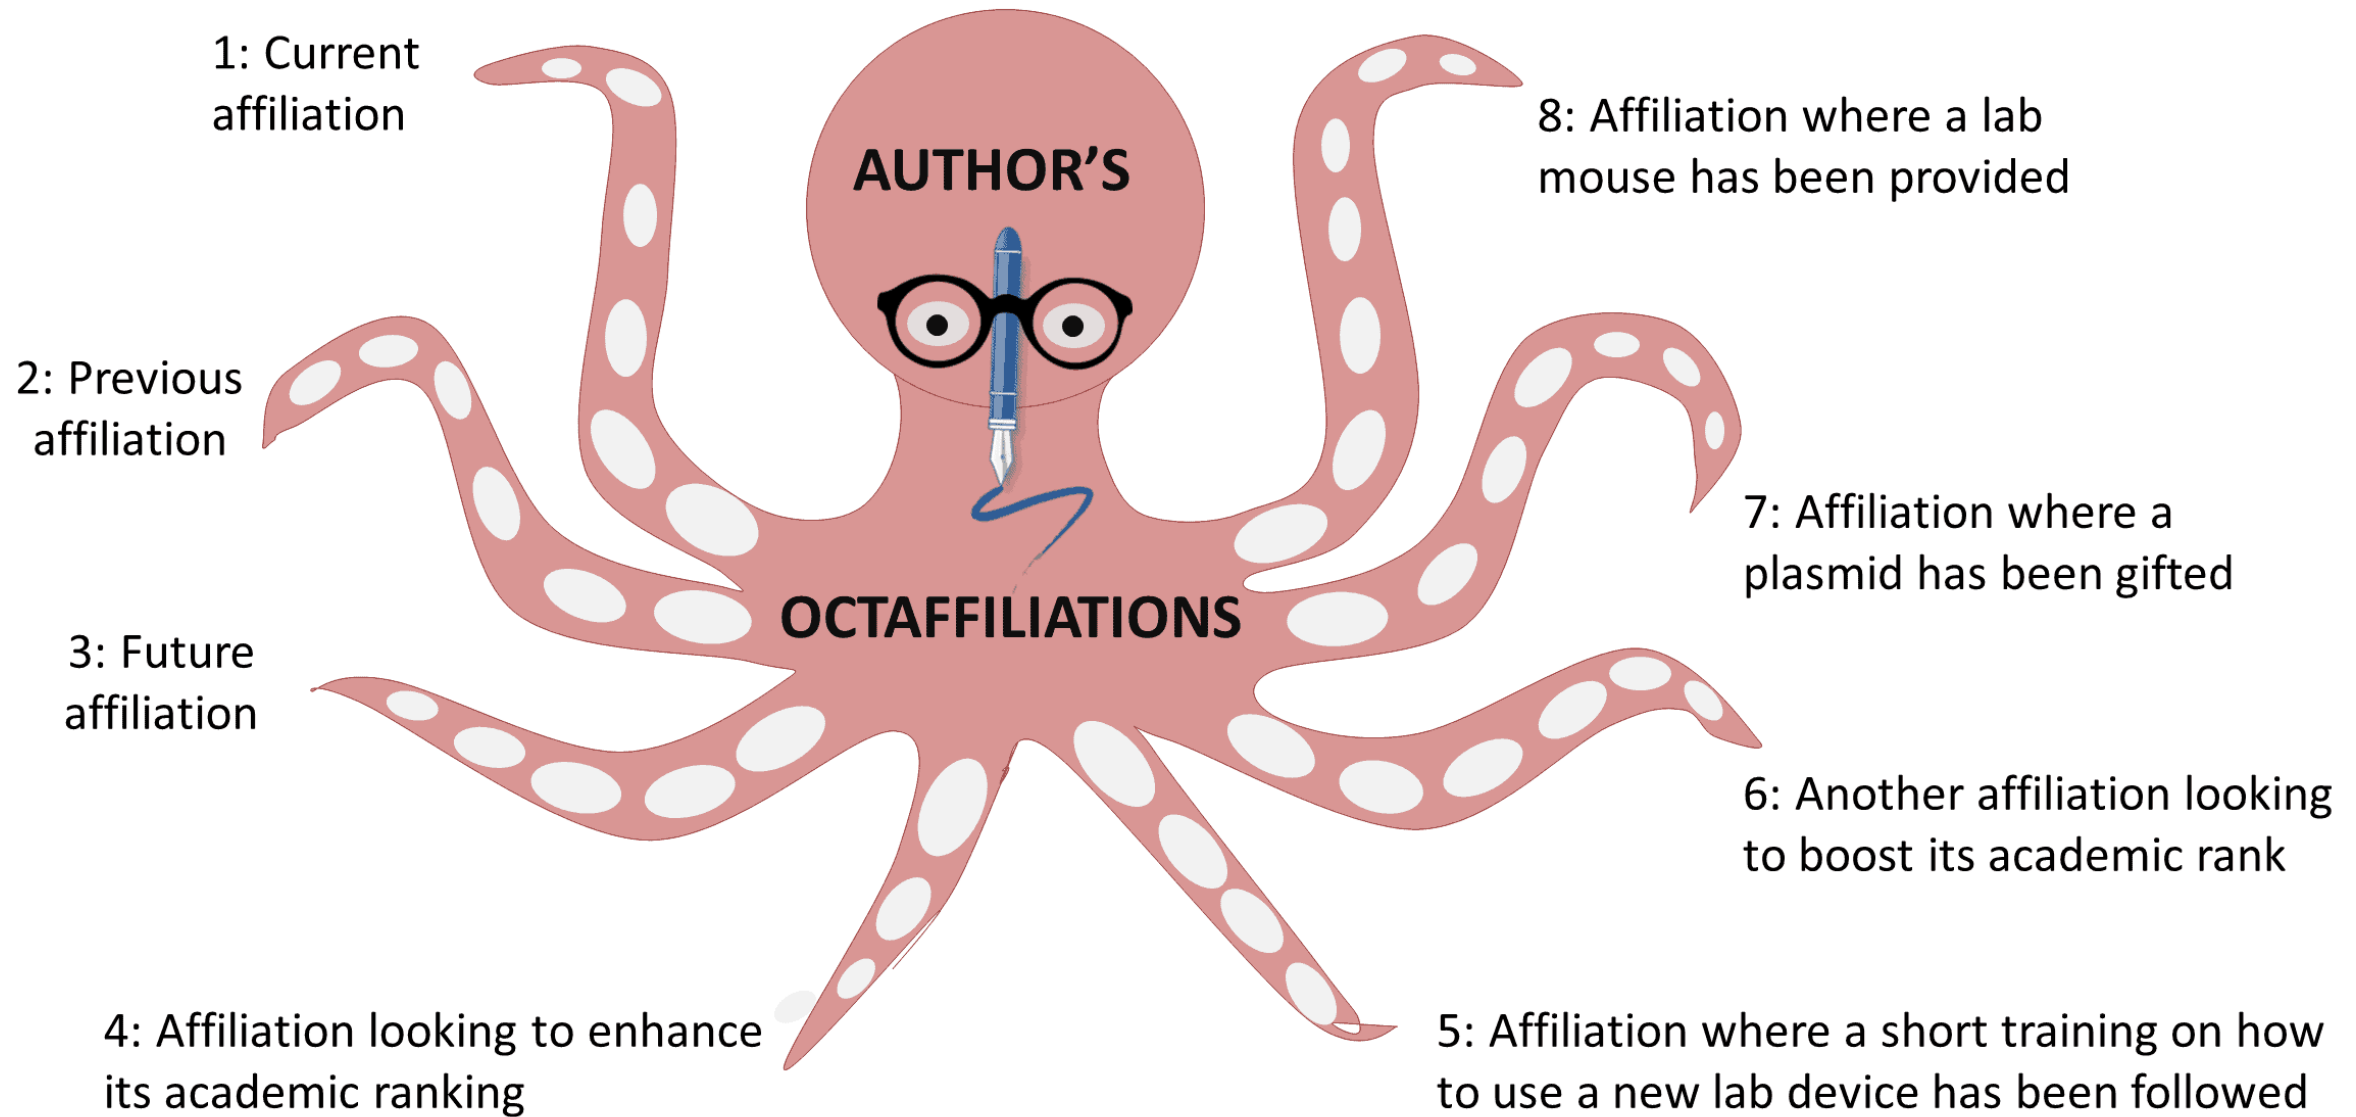 AUTHOR'S
OCTAFFILIATIONS
1: Current
affiliation
2: Previous
affiliation
3: Future
affiliation
4: Affiliation looking to enhance
its academic ranking
5: Affiliation where a short training on how
to use a new lab device has been followed
6: Another affiliation looking
to boost its academic rank
7: Affiliation where a
plasmid has been gifted
8: Affiliation where a lab
mouse has been provided